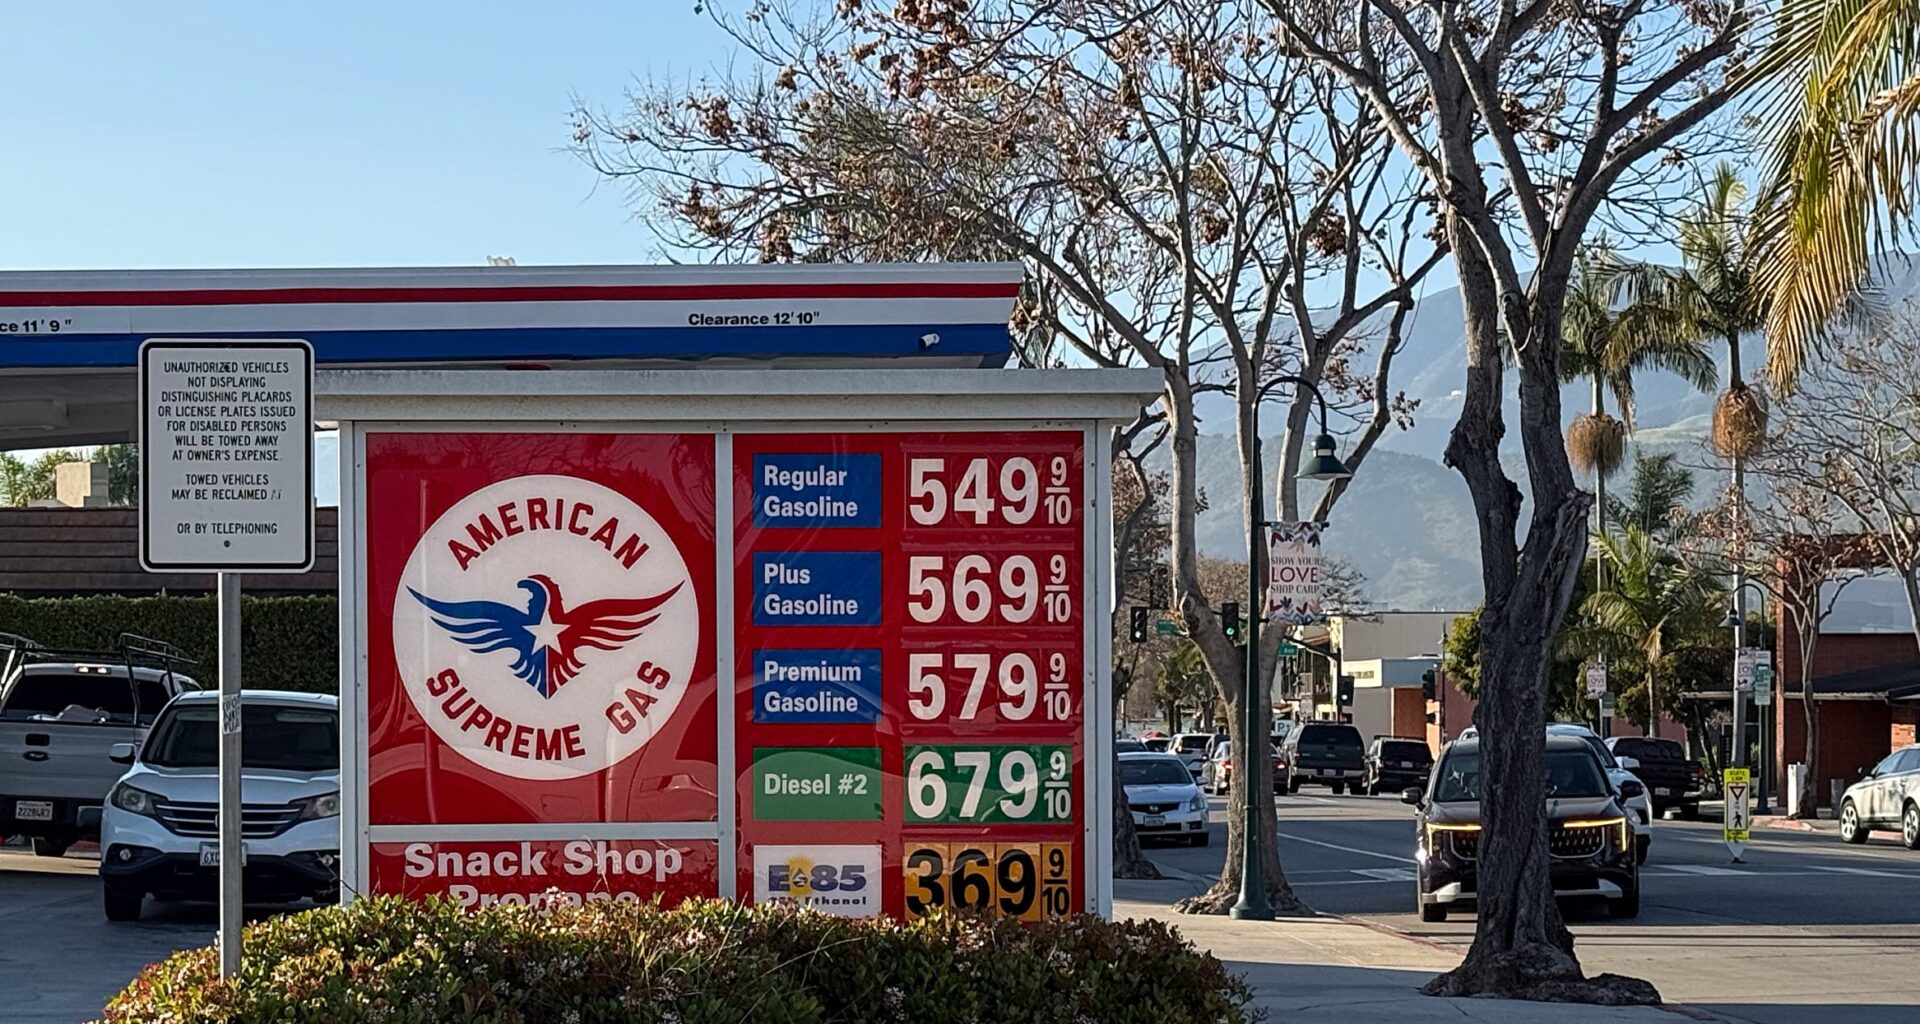 ce 11' 9"
Clearance 12'10"
UNAUTHORIZED VEHICLES
NOT DISPLAYING
DISTINGUISHING PLACARDS
OR LICENSE PLATES ISSUED
FOR DISABLED PERSONS
WILL BE TOWED AWAY
AT OWNER'S EXPENSE.
TOWED VEHICLES
MAY BE RECLAIMED AT
OR BY TELEPHONING
AMERICAN
SUPREME GAS
Snack Shop
Propane
Regular
Gasoline
549 9/10
Plus
Gasoline
569 9/10
Premium
Gasoline
579 9/10
Diesel #2
679 9/10
E-85
Ethanol
369 9/10
SHOW YOUR
LOVE
SHOP CARP